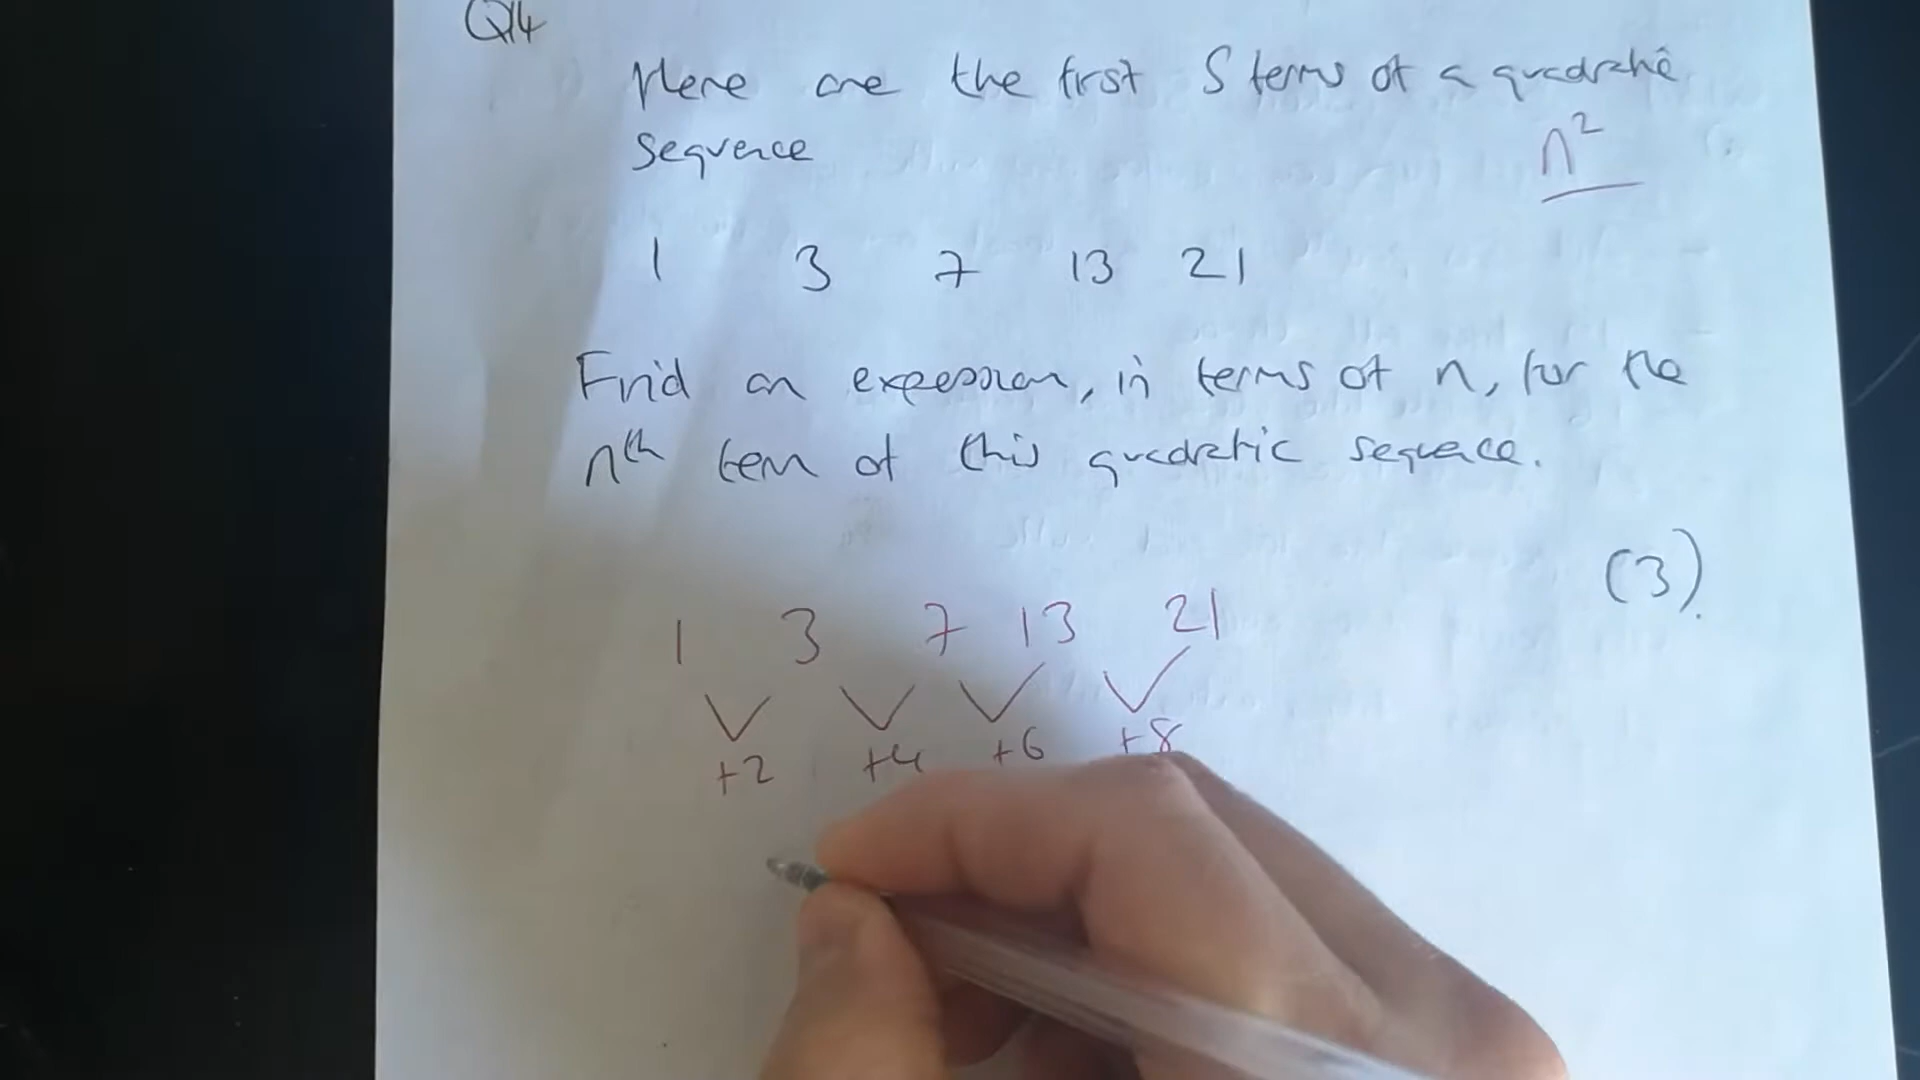 Q14
Here are the first 5 terms of a quadratic
sequence
n²
1 3 7 13 21
Find an expression, in terms of n, for the
nth term of this quadratic sequence.
(3).
1 3 7 13 21
+2 +4 +6 +8